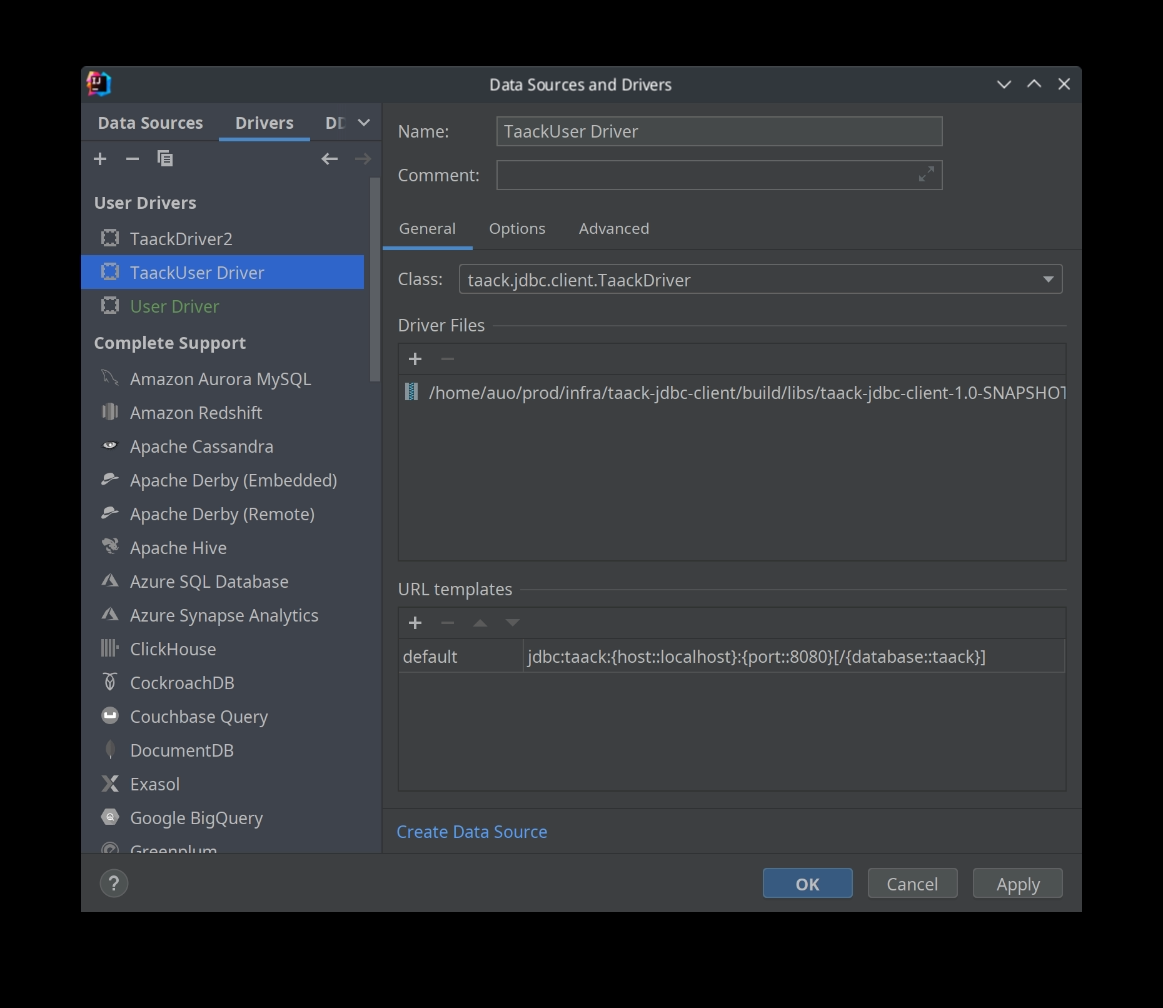 Data Sources and Drivers
Data Sources Drivers
Name: TaackUser Driver
Comment:
User Drivers
TaackDriver2
TaackUser Driver
User Driver
Complete Support
Amazon Aurora MySQL
Amazon Redshift
Apache Cassandra
Apache Derby (Embedded)
Apache Derby (Remote)
Apache Hive
Azure SQL Database
Azure Synapse Analytics
ClickHouse
CockroachDB
Couchbase Query
DocumentDB
Exasol
Google BigQuery
Greenplum
General Options Advanced
Class: taack.jdbc.client.TaackDriver
Driver Files
/home/auo/prod/infra/taack-jdbc-client/build/libs/taack-jdbc-client-1.0-SNAPSHOT
URL templates
default jdbc:taack:{host::localhost}:{port::8080}[/{database::taack}]
Create Data Source
? OK Cancel Apply